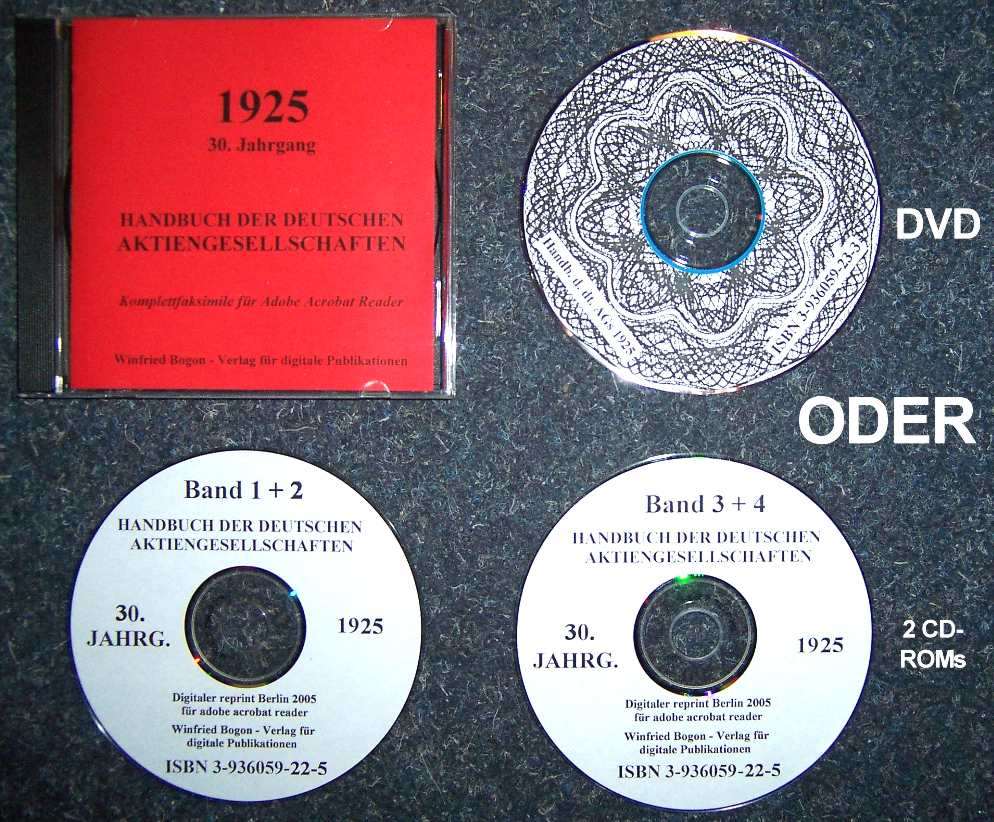 1925
30. Jahrgang
HANDBUCH DER DEUTSCHEN
AKTIENGESELLSCHAFTEN
Komplettfaksimile für Adobe Acrobat Reader
Winfried Bogon - Verlag für digitale Publikationen
Handb. d. dt. AGS 1925
ISBN 3-936059-23-3
DVD
ODER
Band 1 + 2
HANDBUCH DER DEUTSCHEN
AKTIENGESELLSCHAFTEN
30.
JAHRG.
1925
Digitaler reprint Berlin 2005
für adobe acrobat reader
Winfried Bogon - Verlag für
digitale Publikationen
ISBN 3-936059-22-5
Band 3 + 4
HANDBUCH DER DEUTSCHEN
AKTIENGESELLSCHAFTEN
30.
JAHRG.
1925
Digitaler reprint Berlin 2005
für adobe acrobat reader
Winfried Bogon - Verlag für
digitale Publikationen
ISBN 3-936059-22-5
2 CD-
ROMs